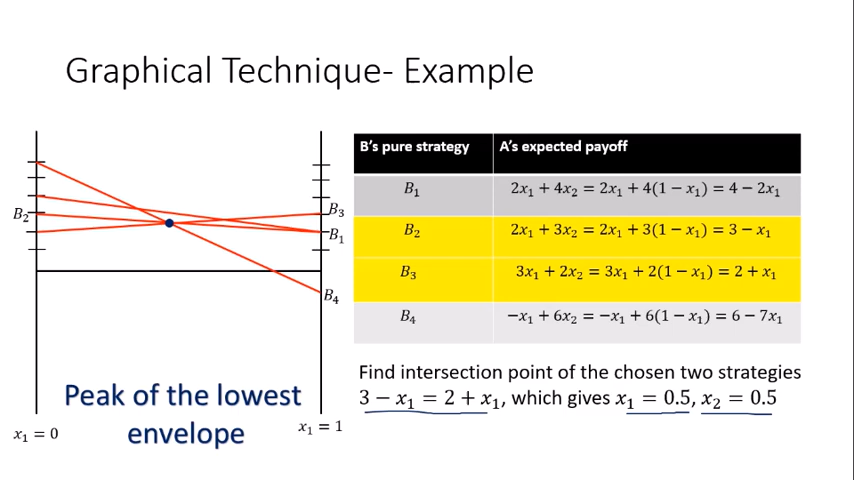 Graphical Technique- Example
B's pure strategy A's expected payoff
B₁ 2x₁ + 4x₂ = 2x₁ + 4(1 − x₁) = 4 − 2x₁
B₂ 2x₁ + 3x₂ = 2x₁ + 3(1 − x₁) = 3 − x₁
B₃ 3x₁ + 2x₂ = 3x₁ + 2(1 − x₁) = 2 + x₁
B₄ −x₁ + 6x₂ = −x₁ + 6(1 − x₁) = 6 − 7x₁
B₂
B₃
B₁
B₄
x₁ = 0
x₁ = 1
Peak of the lowest
envelope
Find intersection point of the chosen two strategies
3 − x₁ = 2 + x₁, which gives x₁ = 0.5, x₂ = 0.5